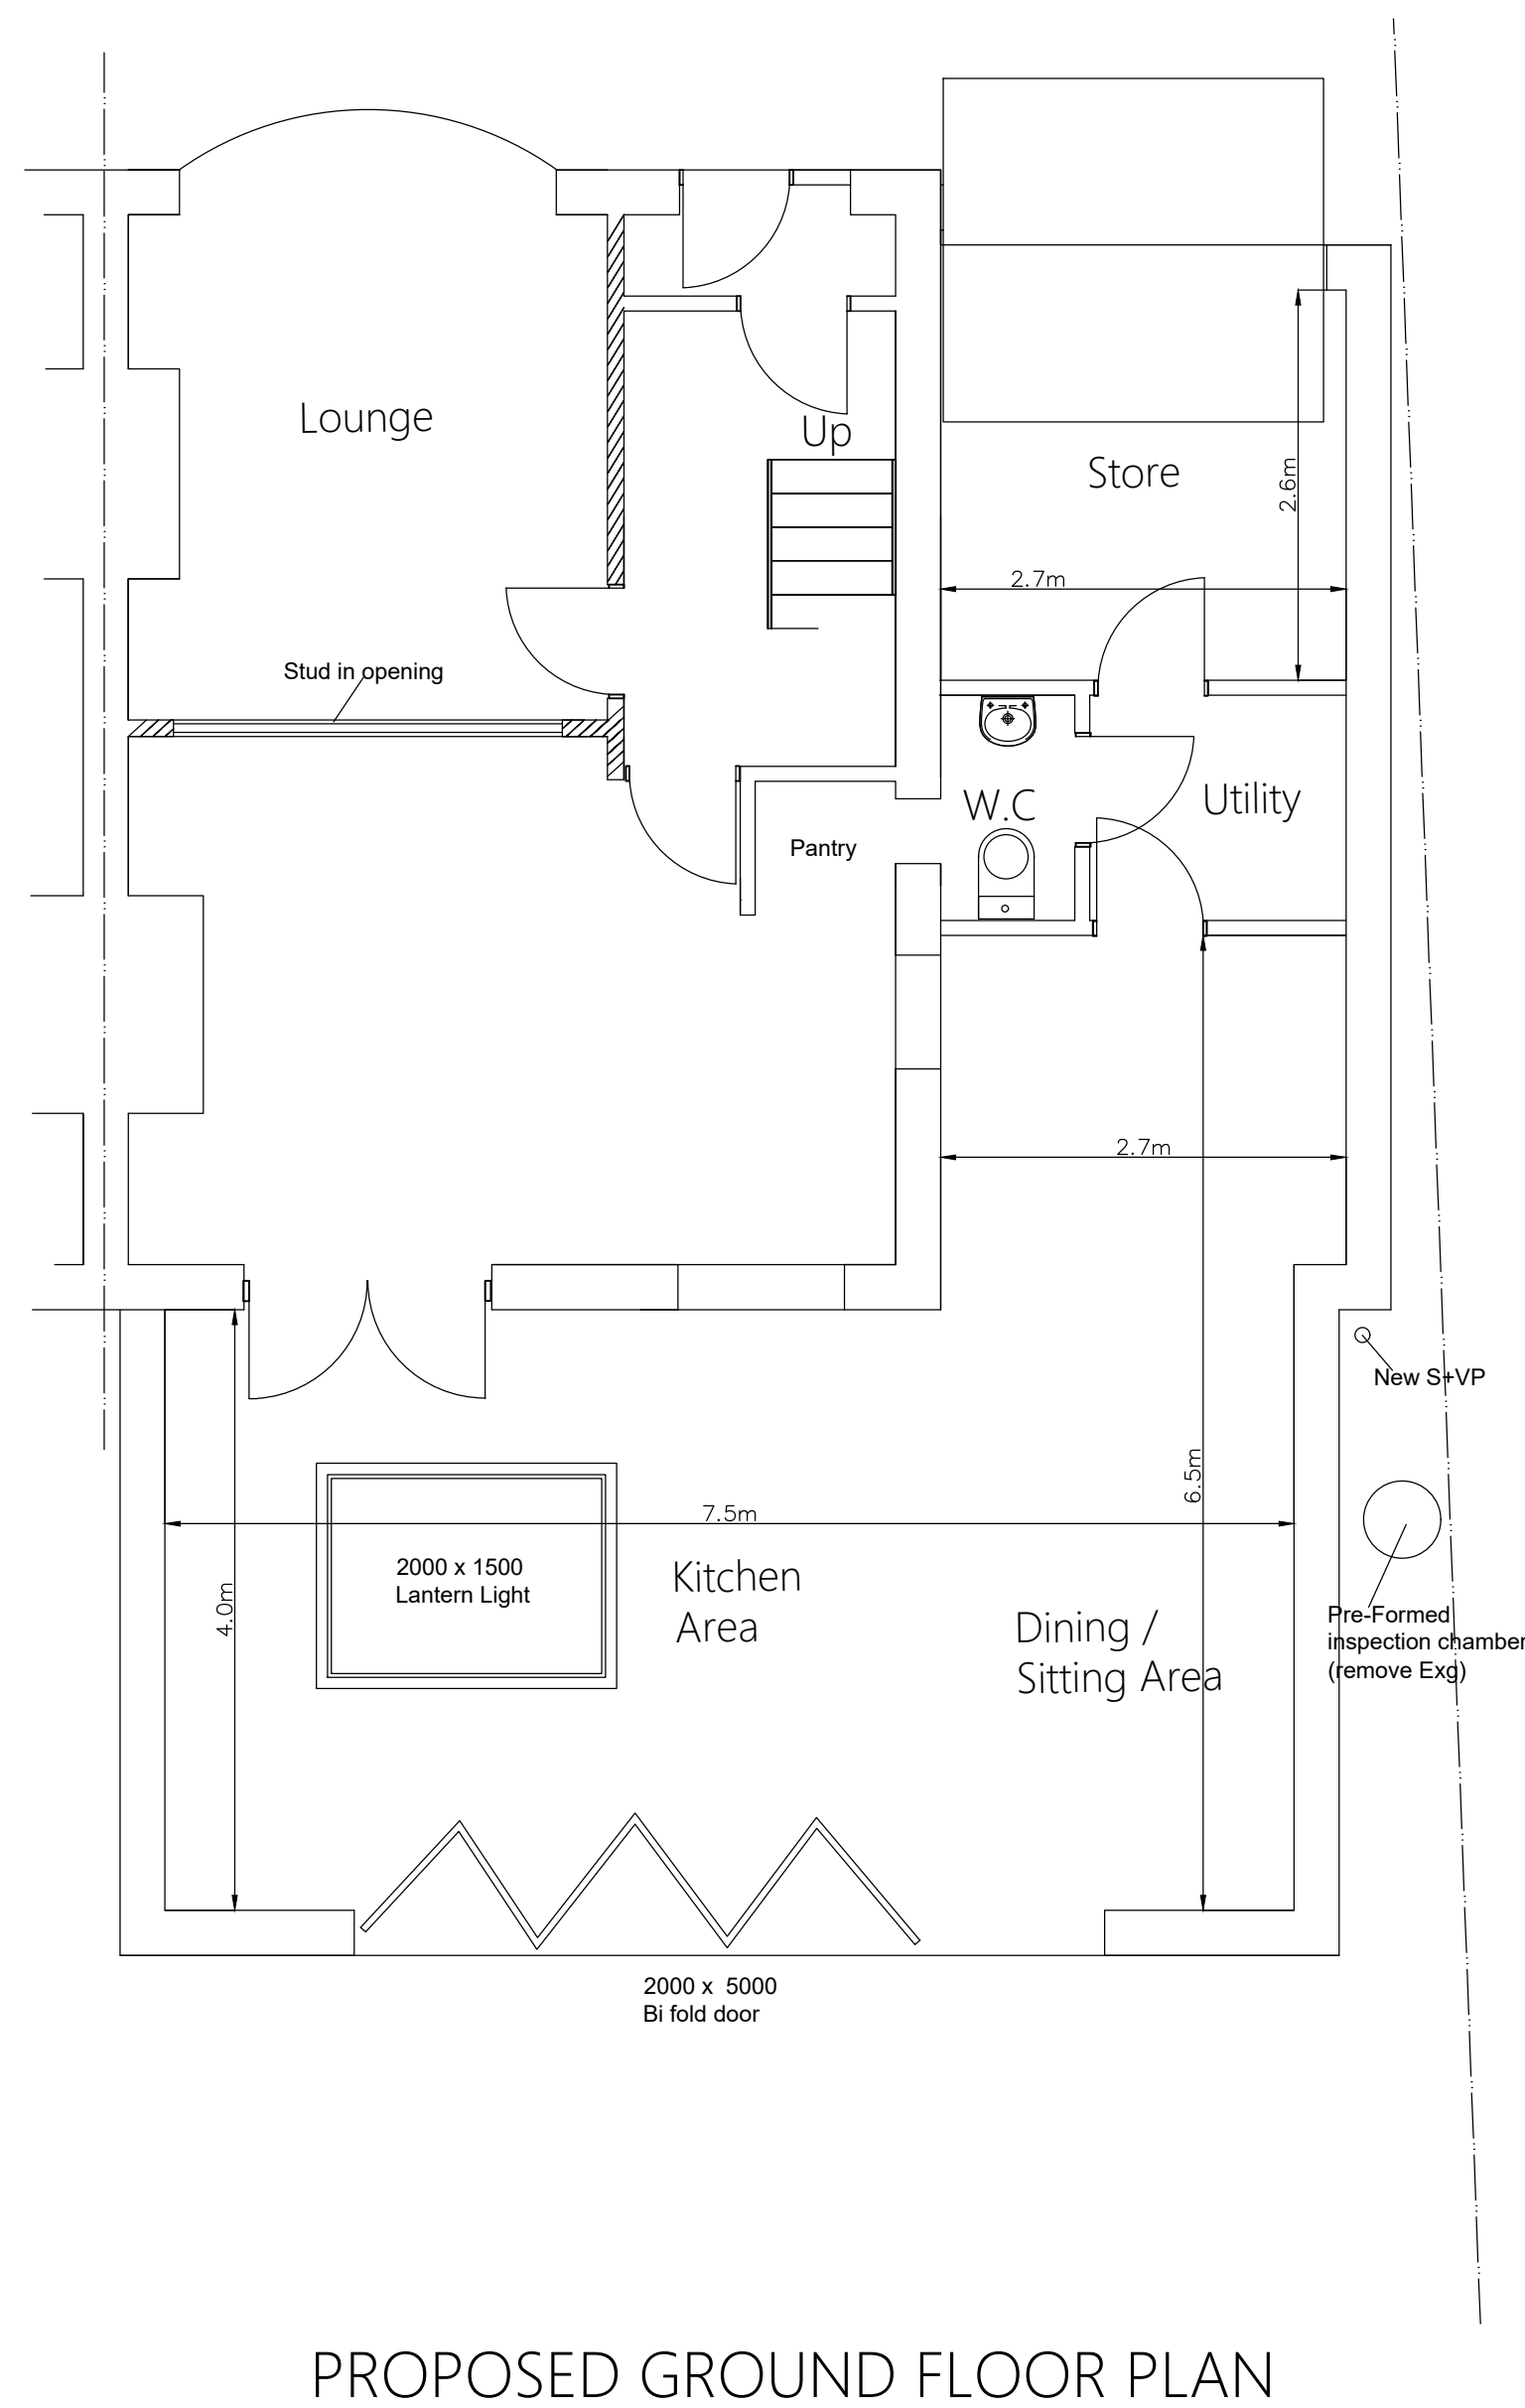 Lounge
Up
Store
2.6m
2.7m
Stud in opening
W.C
Utility
Pantry
2.7m
New S+VP
6.5m
7.5m
4.0m
2000 x 1500
Lantern Light
Kitchen
Area
Dining /
Sitting Area
Pre-Formed
inspection chamber
(remove Exg)
2000 x 5000
Bi fold door
PROPOSED GROUND FLOOR PLAN